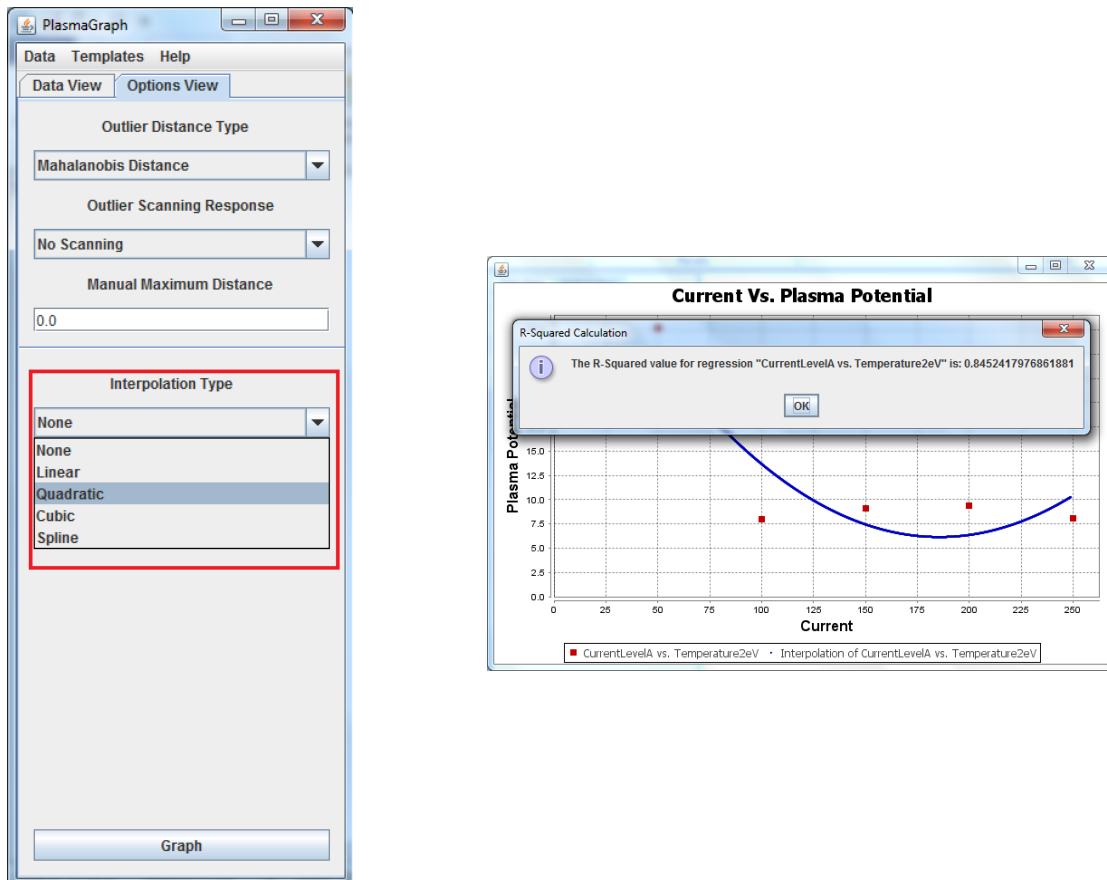 PlasmaGraph
Data Templates Help
Data View Options View
Outlier Distance Type
Mahalanobis Distance
Outlier Scanning Response
No Scanning
Manual Maximum Distance
0.0
Interpolation Type
None
None
Linear
Quadratic
Cubic
Spline
Graph
Current Vs. Plasma Potential
R-Squared Calculation
The R-Squared value for regression "CurrentLevelA vs. Temperature2eV" is: 0.8452417976861881
OK
Plasma Potential
15.0
12.5
10.0
7.5
5.0
2.5
0.0
0 25 50 75 100 125 150 175 200 225 250
Current
CurrentLevelA vs. Temperature2eV · Interpolation of CurrentLevelA vs. Temperature2eV